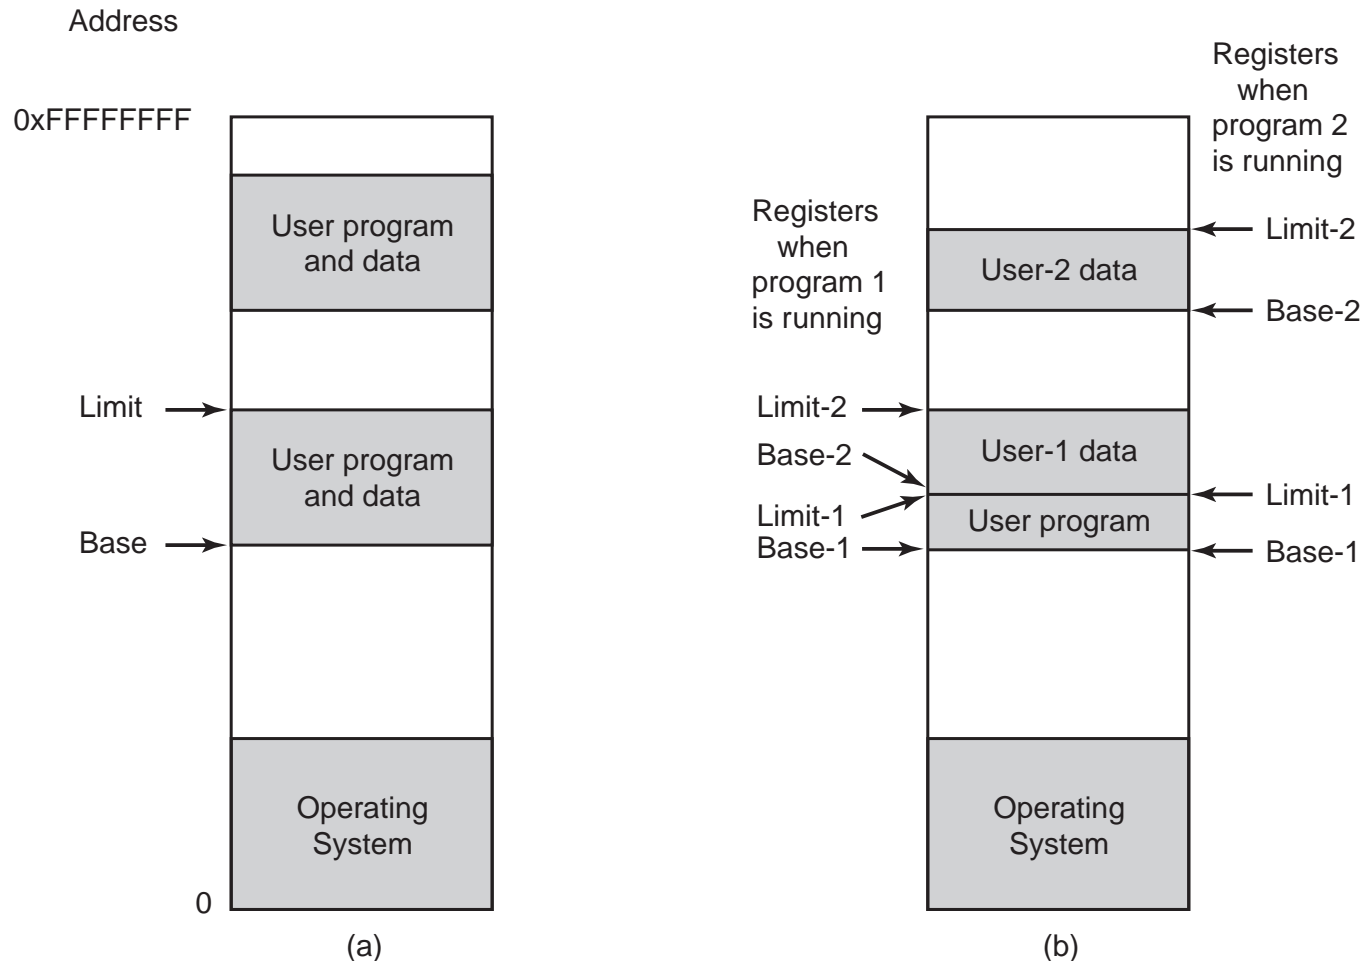 Address
0xFFFFFFFF
User program
and data
Limit
User program
and data
Base
Operating
System
0
(a)
Registers
when
program 1
is running
Limit-2
Base-2
Limit-1
Base-1
User-2 data
User-1 data
User program
Operating
System
Registers
when
program 2
is running
Limit-2
Base-2
Limit-1
Base-1
(b)